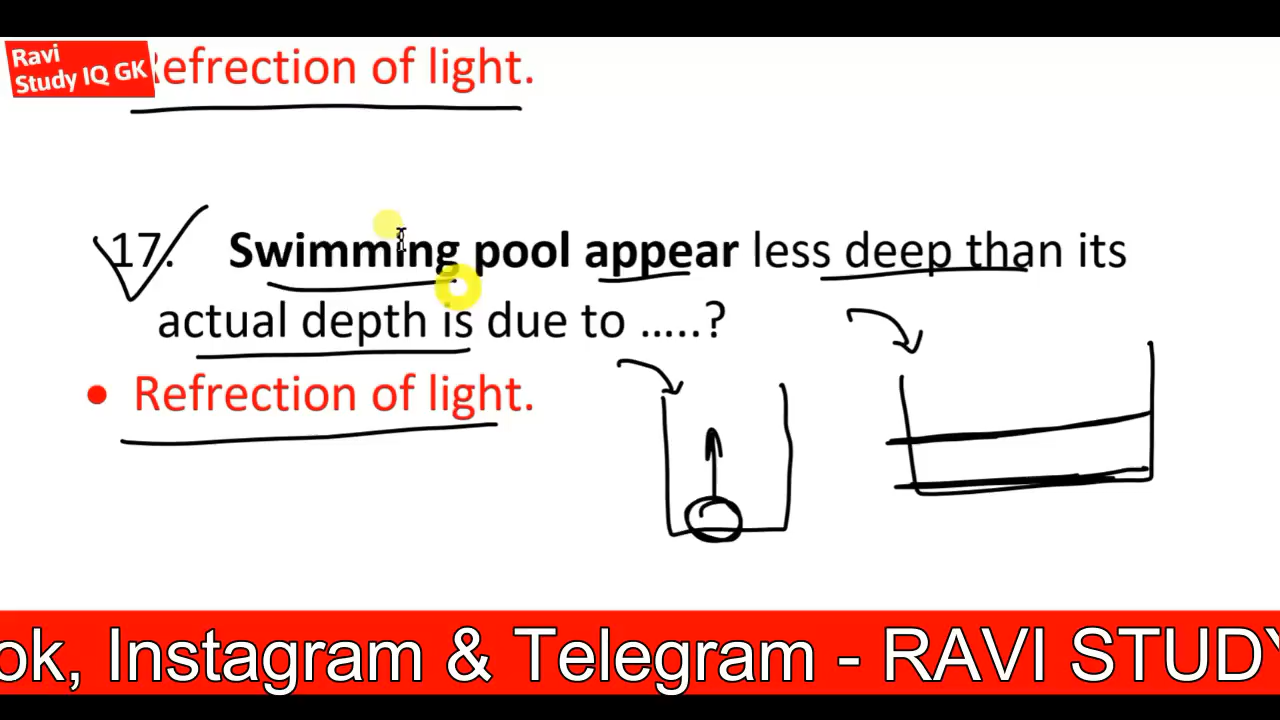 Ravi
Study IQ GK
Refrection of light.
17. Swimming pool appear less deep than its
actual depth is due to .....?
• Refrection of light.
ok, Instagram & Telegram - RAVI STUDY